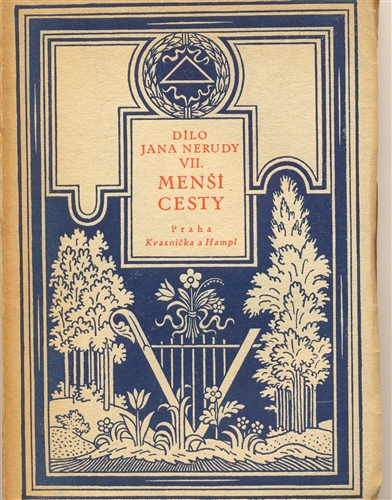 DÍLO
JANA NERUDY
VII.
MENŠÍ
CESTY
Praha
Kvasnička a Hampl